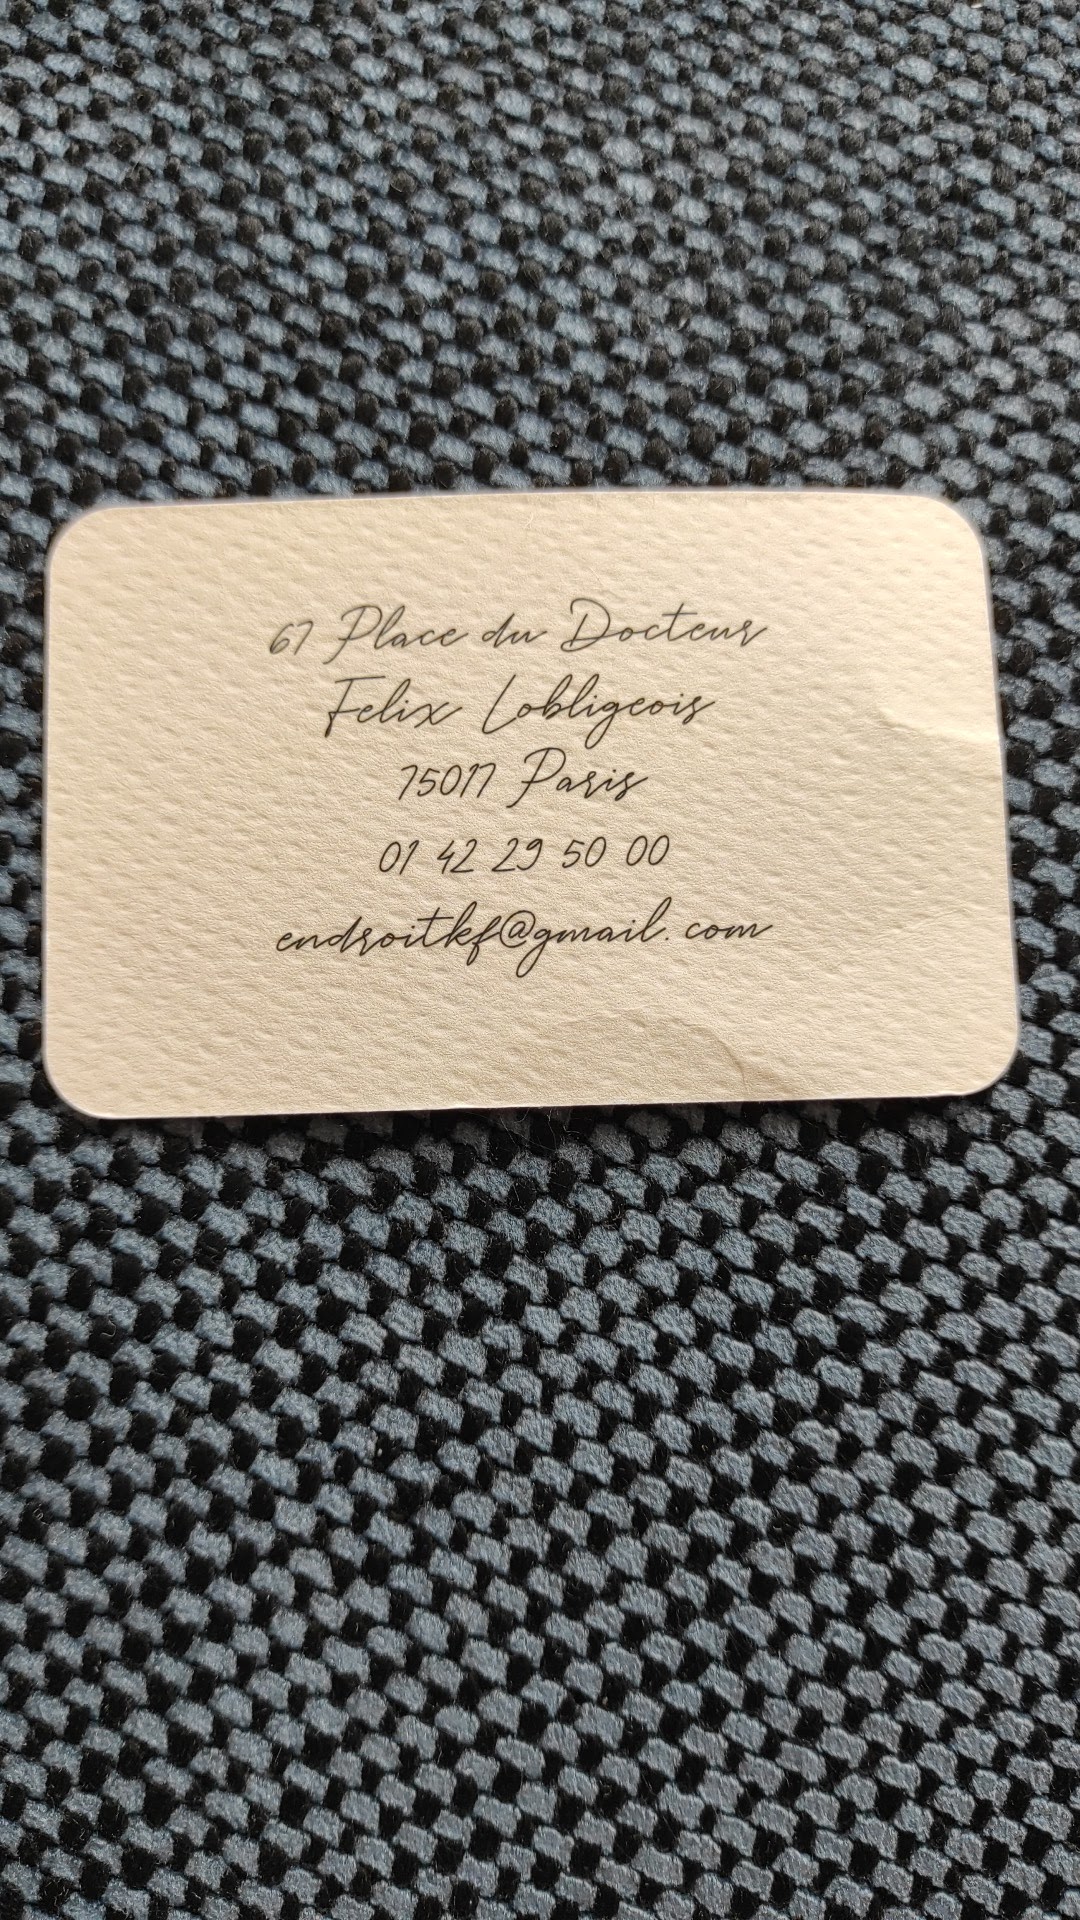 67 Place du Docteur
Felix Lobligeois
75017 Paris
01 42 29 50 00
endroitkf@gmail.com